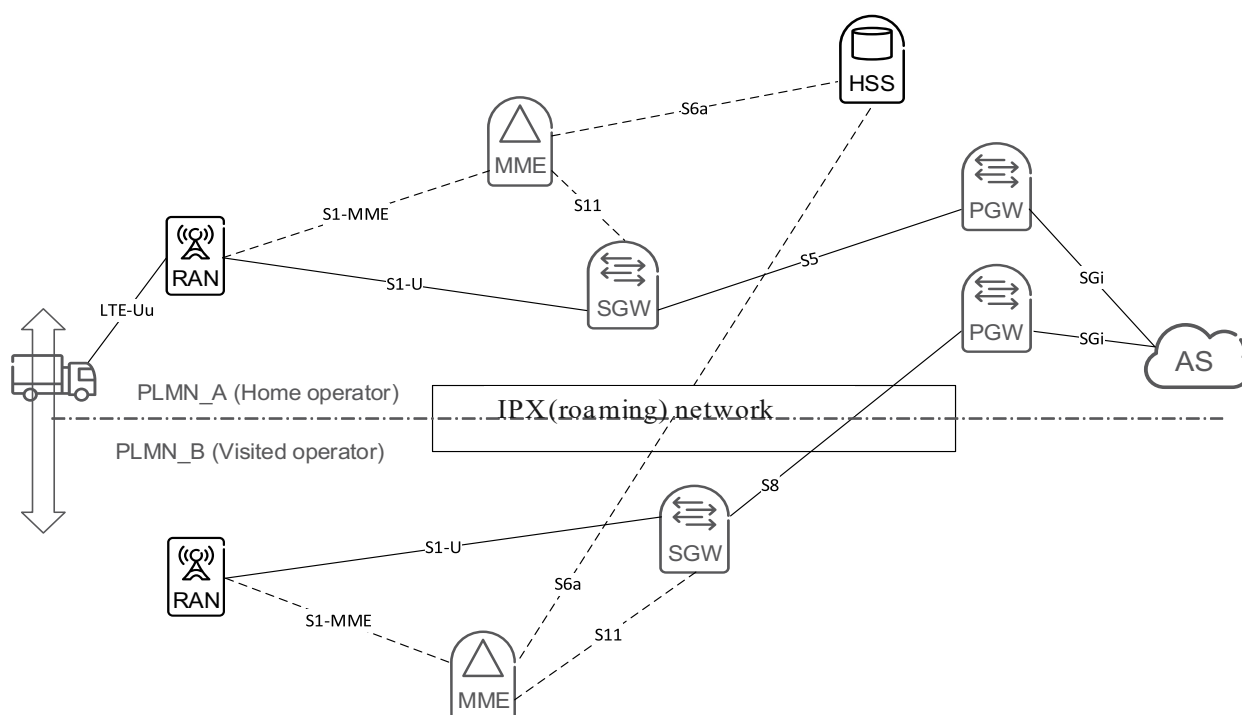 HSS
S6a
MME
PGW
S1-MME
S11
RAN
S5
SGi
S1-U
SGW
PGW
LTE-Uu
SGi
AS
PLMN_A (Home operator)
IPX(roaming) network
PLMN_B (Visited operator)
S8
S1-U
SGW
RAN
S6a
S1-MME
S11
MME